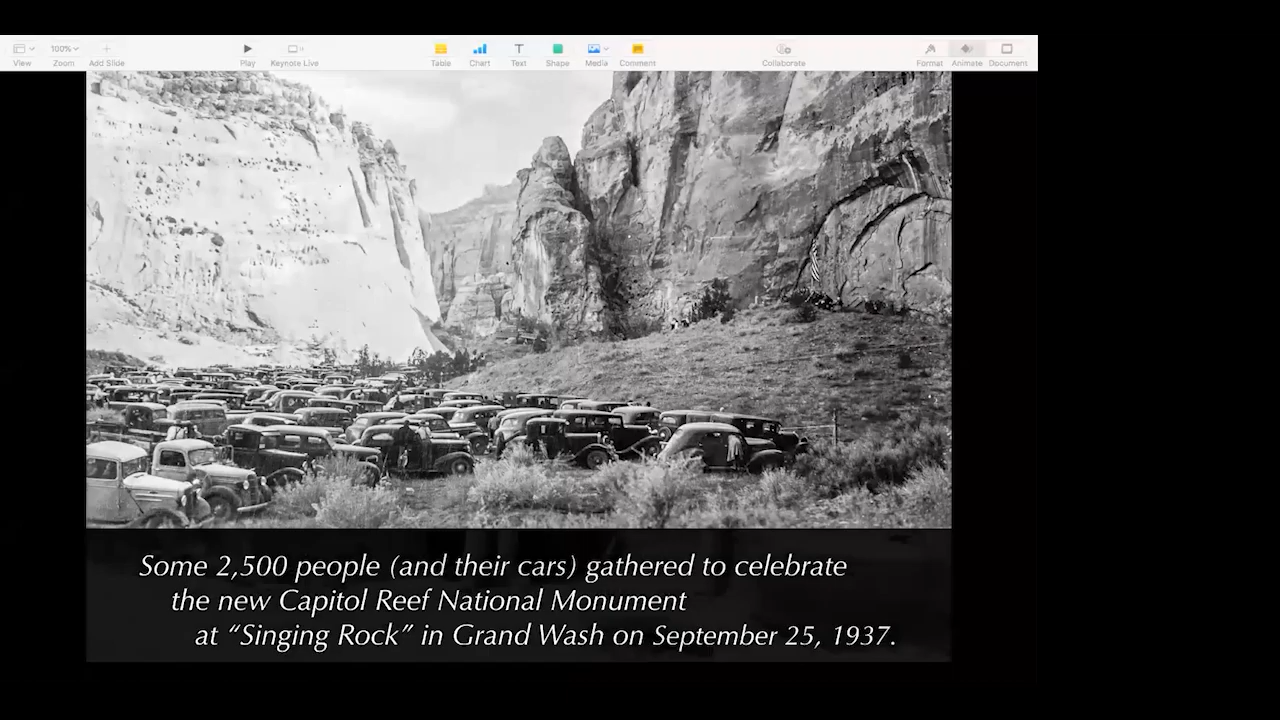 View
100%
Zoom
Add Slide
Play
Keynote Live
Table
Chart
Text
Shape
Media
Comment
Collaborate
Format
Animate
Document
Some 2,500 people (and their cars) gathered to celebrate
the new Capitol Reef National Monument
at “Singing Rock” in Grand Wash on September 25, 1937.